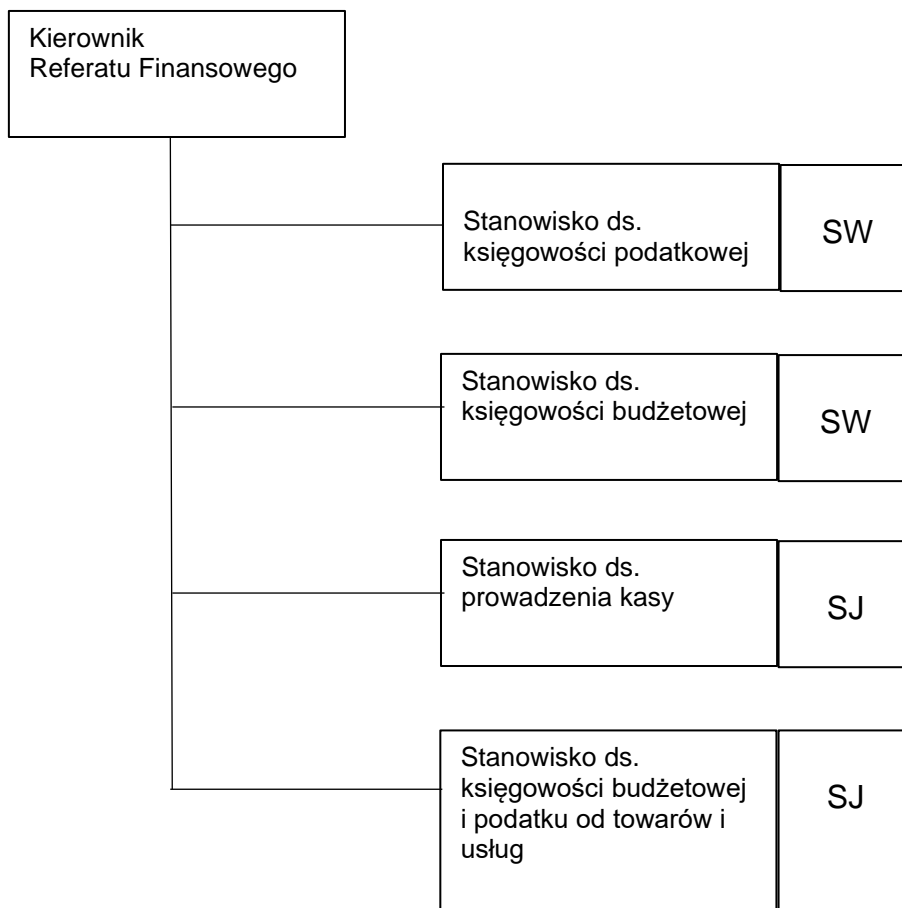 Kierownik
Referatu Finansowego
Stanowisko ds.
księgowości podatkowej
SW
Stanowisko ds.
księgowości budżetowej
SW
Stanowisko ds.
prowadzenia kasy
SJ
Stanowisko ds.
księgowości budżetowej
i podatku od towarów i
usług
SJ